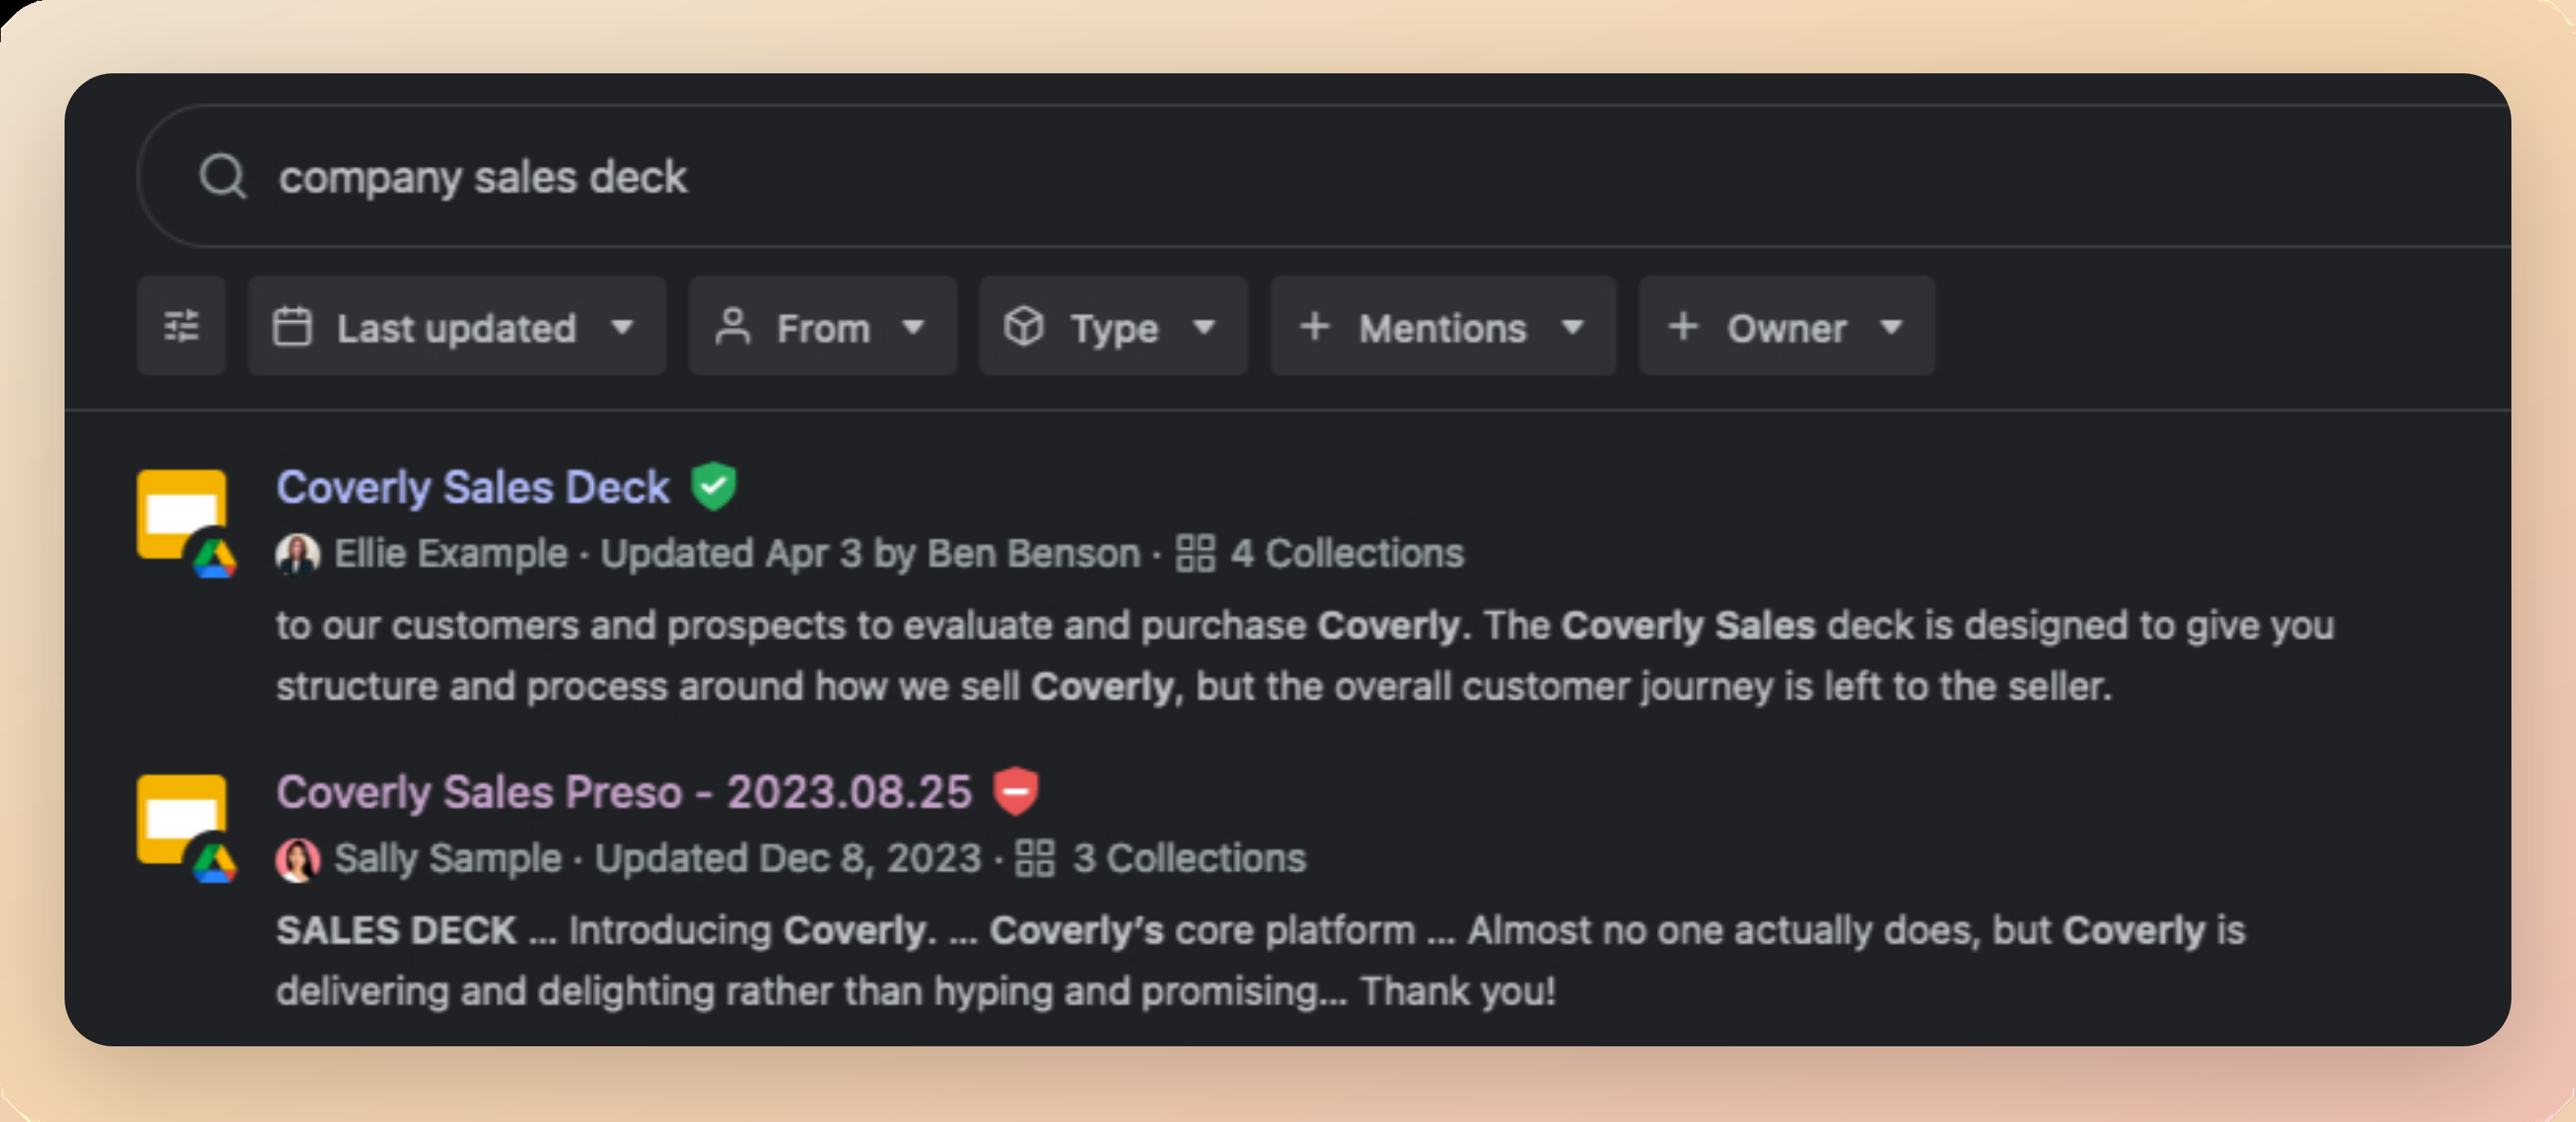 company sales deck
Last updated From Type + Mentions + Owner
Coverly Sales Deck
Ellie Example · Updated Apr 3 by Ben Benson · 4 Collections
to our customers and prospects to evaluate and purchase Coverly. The Coverly Sales deck is designed to give you
structure and process around how we sell Coverly, but the overall customer journey is left to the seller.
Coverly Sales Preso - 2023.08.25
Sally Sample · Updated Dec 8, 2023 · 3 Collections
SALES DECK ... Introducing Coverly. ... Coverly’s core platform ... Almost no one actually does, but Coverly is
delivering and delighting rather than hyping and promising... Thank you!